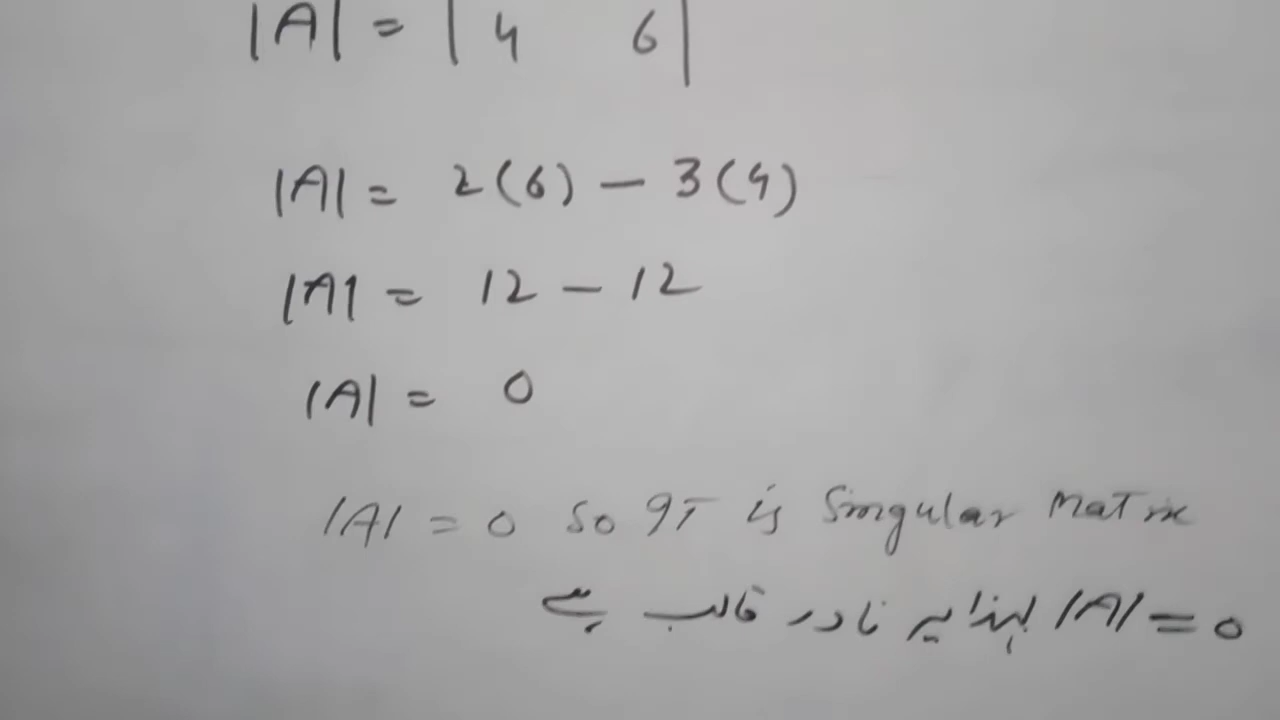 |A| = | 4 6 |
|A| = 2(6) – 3(4)
|A| = 12 – 12
|A| = 0
|A| = 0 so It is Singular Matrix
|A| = 0 لہٰذا یہ نادر قالب ہے